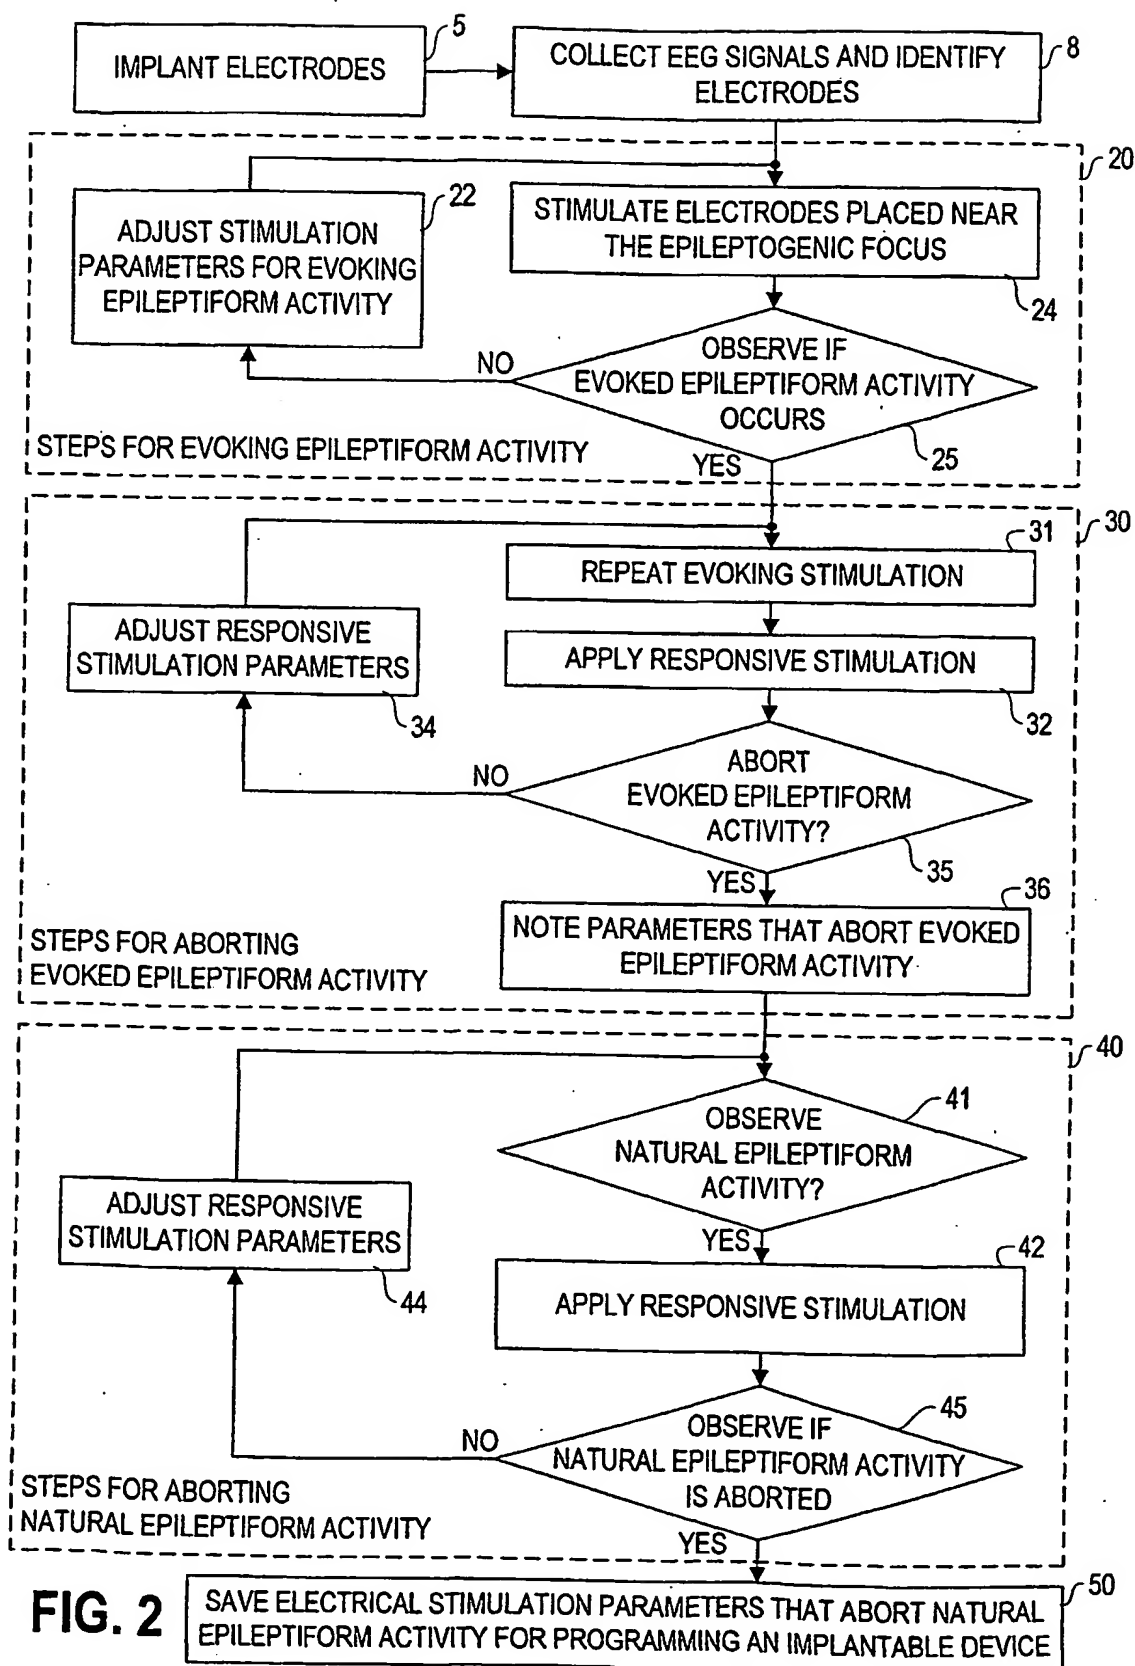 5
IMPLANT ELECTRODES
8
COLLECT EEG SIGNALS AND IDENTIFY
ELECTRODES
20
22
ADJUST STIMULATION
PARAMETERS FOR EVOKING
EPILEPTIFORM ACTIVITY
STIMULATE ELECTRODES PLACED NEAR
THE EPILEPTOGENIC FOCUS
24
NO
OBSERVE IF
EVOKED EPILEPTIFORM ACTIVITY
OCCURS
25
YES
STEPS FOR EVOKING EPILEPTIFORM ACTIVITY
30
31
REPEAT EVOKING STIMULATION
ADJUST RESPONSIVE
STIMULATION PARAMETERS
34
APPLY RESPONSIVE STIMULATION
32
NO
ABORT
EVOKED EPILEPTIFORM
ACTIVITY?
35
YES
36
NOTE PARAMETERS THAT ABORT EVOKED
EPILEPTIFORM ACTIVITY
STEPS FOR ABORTING
EVOKED EPILEPTIFORM ACTIVITY
40
41
OBSERVE
NATURAL EPILEPTIFORM
ACTIVITY?
YES
ADJUST RESPONSIVE
STIMULATION PARAMETERS
44
42
APPLY RESPONSIVE STIMULATION
NO
45
OBSERVE IF
NATURAL EPILEPTIFORM ACTIVITY
IS ABORTED
STEPS FOR ABORTING
NATURAL EPILEPTIFORM ACTIVITY
YES
50
SAVE ELECTRICAL STIMULATION PARAMETERS THAT ABORT NATURAL
EPILEPTIFORM ACTIVITY FOR PROGRAMMING AN IMPLANTABLE DEVICE
FIG. 2